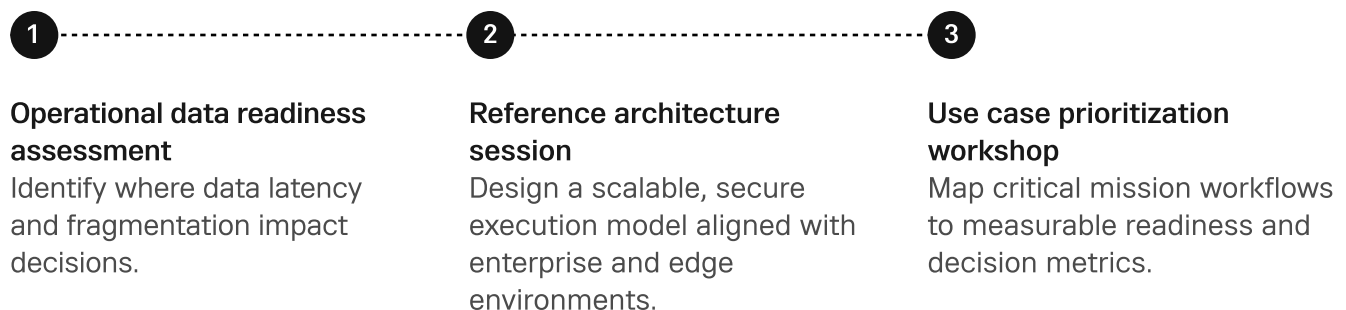 1
2
3
Operational data readiness
assessment
Identify where data latency
and fragmentation impact
decisions.
Reference architecture
session
Design a scalable, secure
execution model aligned with
enterprise and edge
environments.
Use case prioritization
workshop
Map critical mission workflows
to measurable readiness and
decision metrics.